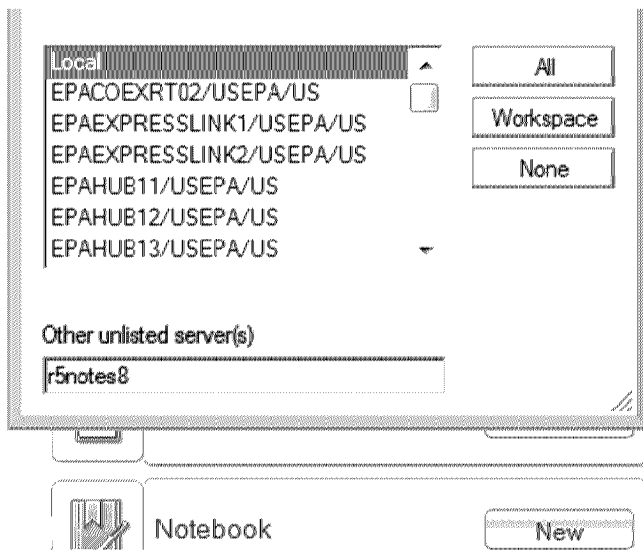 Local
All
EPACOEXRT02/USEPA/US
EPAEXPRESSLINK1/USEPA/US
Workspace
EPAEXPRESSLINK2/USEPA/US
None
EPAHUB11/USEPA/US
EPAHUB12/USEPA/US
EPAHUB13/USEPA/US
Other unlisted server(s)
r5notes8
Notebook
New